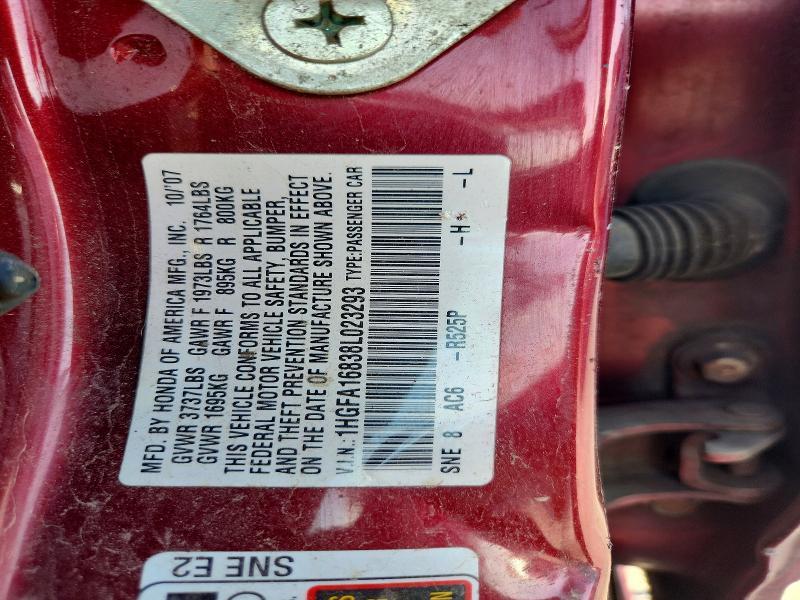 MFD. BY HONDA OF AMERICA MFG., INC. 10/'07
GVWR 3737LBS GAWR F 1973LBS R 1764LBS
GVWR 1695KG GAWR F 895KG R 800KG
THIS VEHICLE CONFORMS TO ALL APPLICABLE
FEDERAL MOTOR VEHICLE SAFETY, BUMPER,
AND THEFT PREVENTION STANDARDS IN EFFECT
ON THE DATE OF MANUFACTURE SHOWN ABOVE.
V.I.N.: 1HGFA16838L023293 TYPE:PASSENGER CAR
SNE 8 AC6 -R525P -H* -L
SNE E2